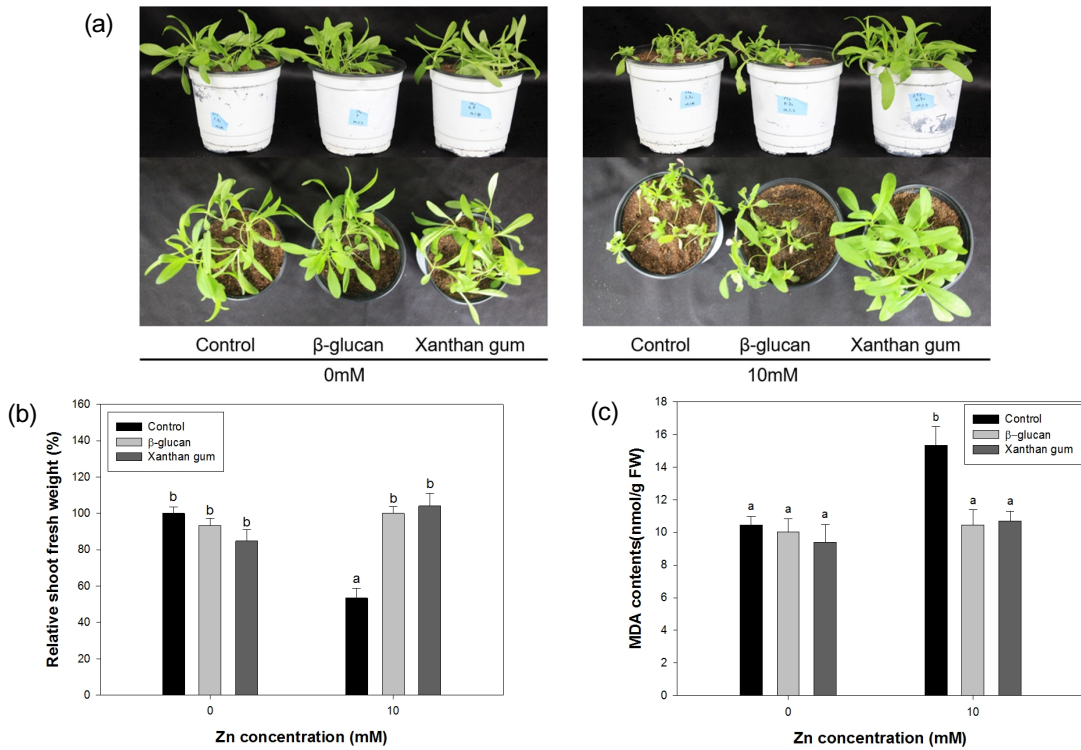 (a)
Control β-glucan Xanthan gum
0mM
Control β-glucan Xanthan gum
10mM
(b)
160
140
120
100
80
60
40
20
0
Relative shoot fresh weight (%)
Control
β-glucan
Xanthan gum
b b b
a b b
0 10
Zn concentration (mM)
(c)
18
16
14
12
10
8
6
4
2
0
MDA contents(nmol/g FW)
Control
β-glucan
Xanthan gum
a a a
b a a
0 10
Zn concentration (mM)